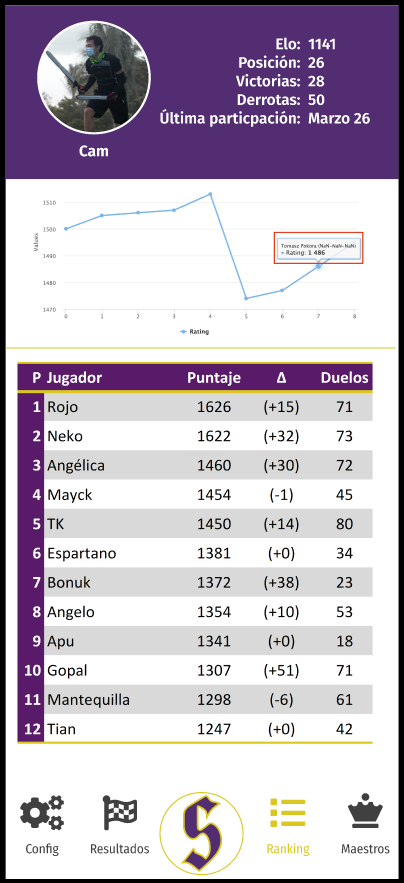 Elo: 1141
Posición: 26
Victorias: 28
Derrotas: 50
Última particpación: Marzo 26
Cam
1510
1500
1490
1480
1470
Values
0 1 2 3 4 5 6 7 8
Tomasz Pokora (NaN-NaN-NaN)
Rating: 1 486
Rating
P Jugador Puntaje Δ Duelos
1 Rojo 1626 (+15) 71
2 Neko 1622 (+32) 73
3 Angélica 1460 (+30) 72
4 Mayck 1454 (-1) 45
5 TK 1450 (+14) 80
6 Espartano 1381 (+0) 34
7 Bonuk 1372 (+38) 23
8 Angelo 1354 (+10) 53
9 Apu 1341 (+0) 18
10 Gopal 1307 (+51) 71
11 Mantequilla 1298 (-6) 61
12 Tian 1247 (+0) 42
S
Config Resultados Ranking Maestros